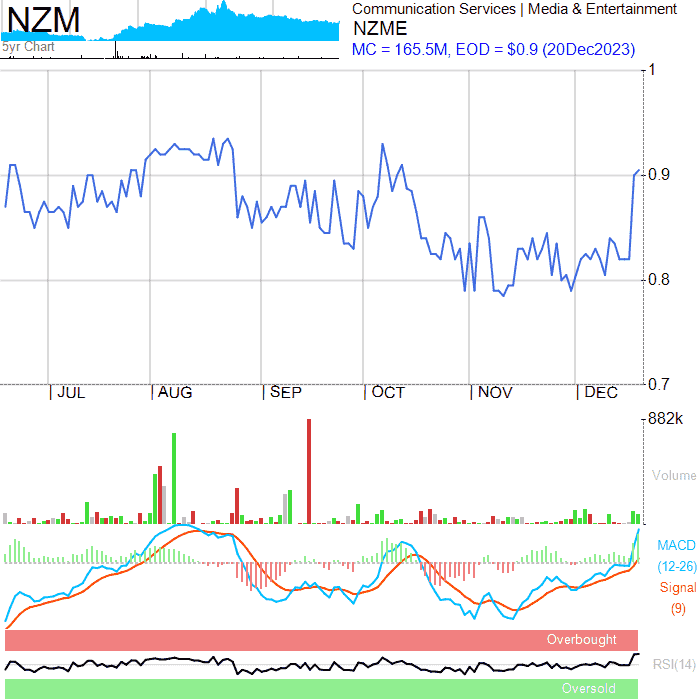 NZM
5yr Chart
Communication Services | Media & Entertainment
NZME
MC = 165.5M, EOD = $0.9 (20Dec2023)
1
0.9
0.8
0.7
JUL
AUG
SEP
OCT
NOV
DEC
882k
Volume
MACD
(12-26)
Signal
(9)
Overbought
RSI(14)
Oversold